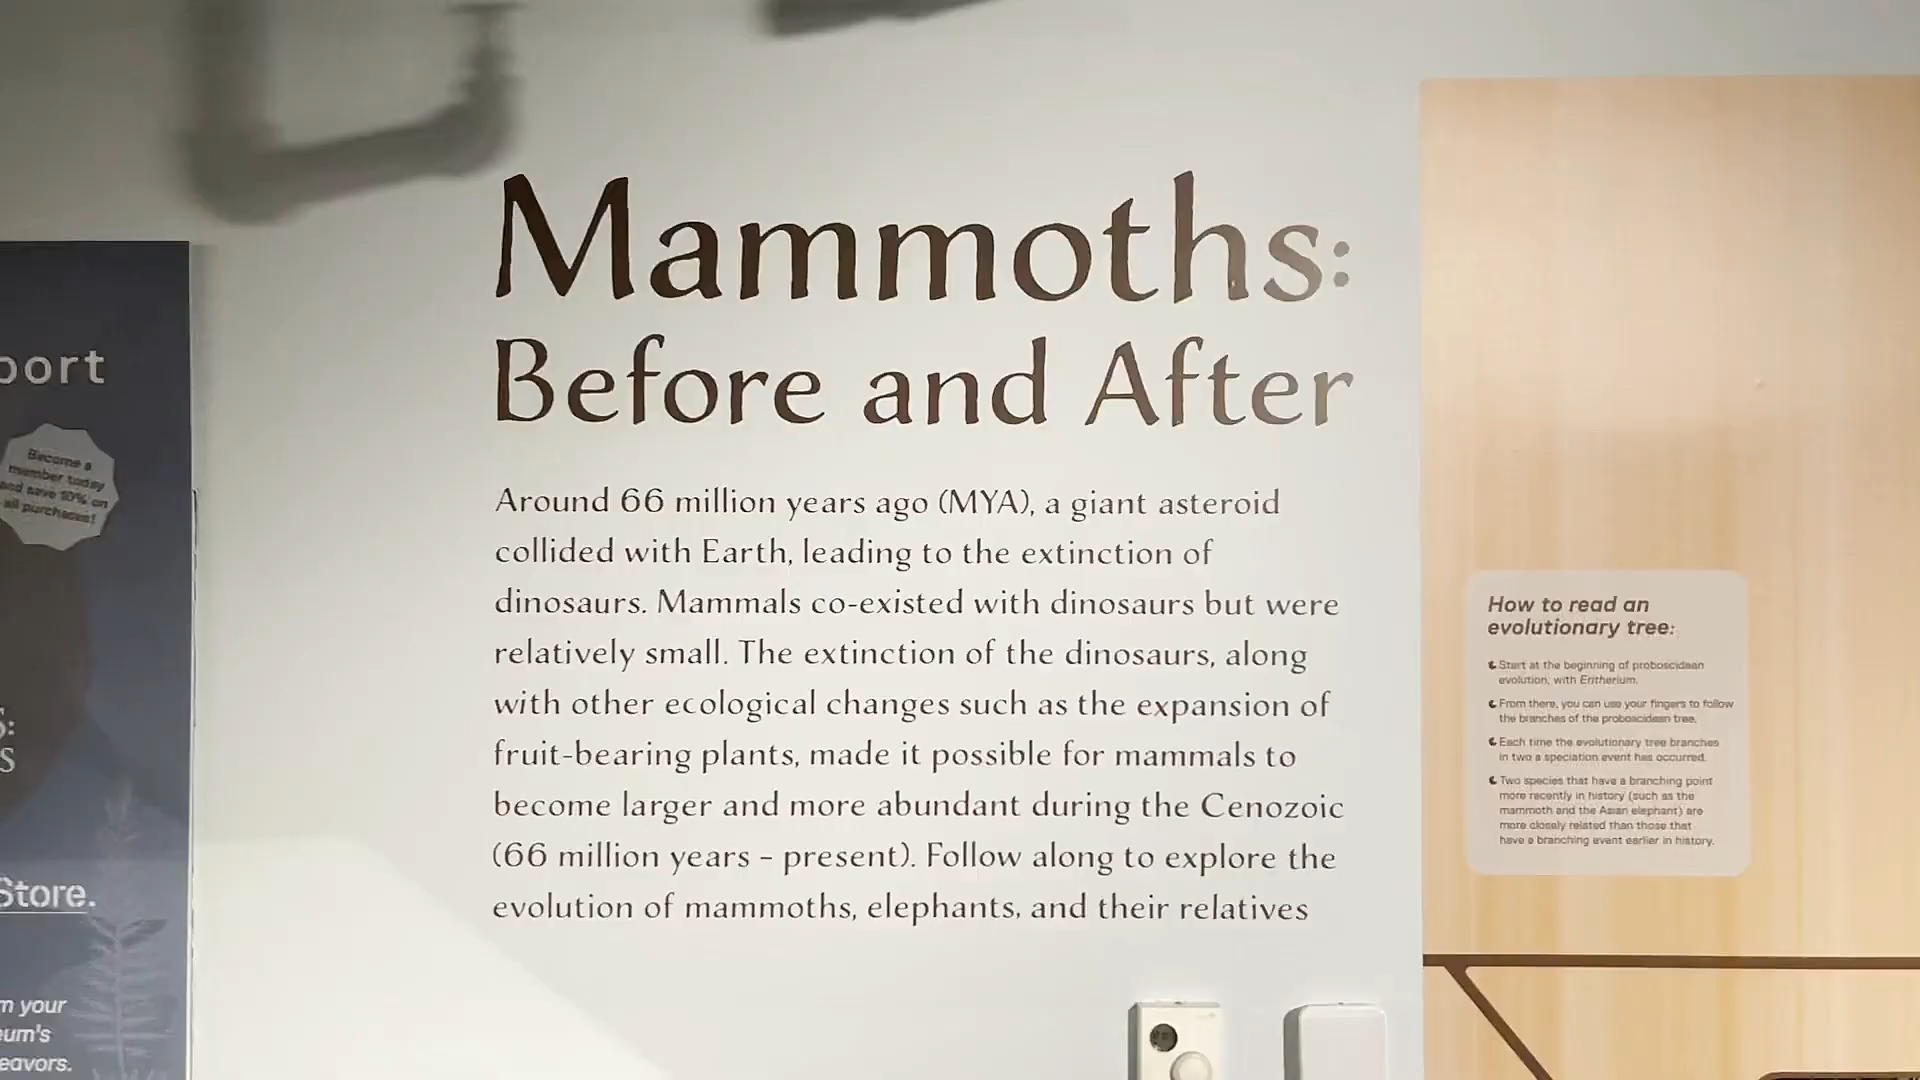 port
Become a
member today
and save 10% on
all purchases!
S:
S
Store.
m your
eum's
eavors.
Mammoths:
Before and After
Around 66 million years ago (MYA), a giant asteroid
collided with Earth, leading to the extinction of
dinosaurs. Mammals co-existed with dinosaurs but were
relatively small. The extinction of the dinosaurs, along
with other ecological changes such as the expansion of
fruit-bearing plants, made it possible for mammals to
become larger and more abundant during the Cenozoic
(66 million years – present). Follow along to explore the
evolution of mammoths, elephants, and their relatives
How to read an
evolutionary tree:
Start at the beginning of proboscidean
evolution, with Eritherium.
From there, you can use your fingers to follow
the branches of the proboscidean tree.
Each time the evolutionary tree branches
in two a speciation event has occurred.
Two species that have a branching point
more recently in history (such as the
mammoth and the Asian elephant) are
more closely related than those that
have a branching event earlier in history.